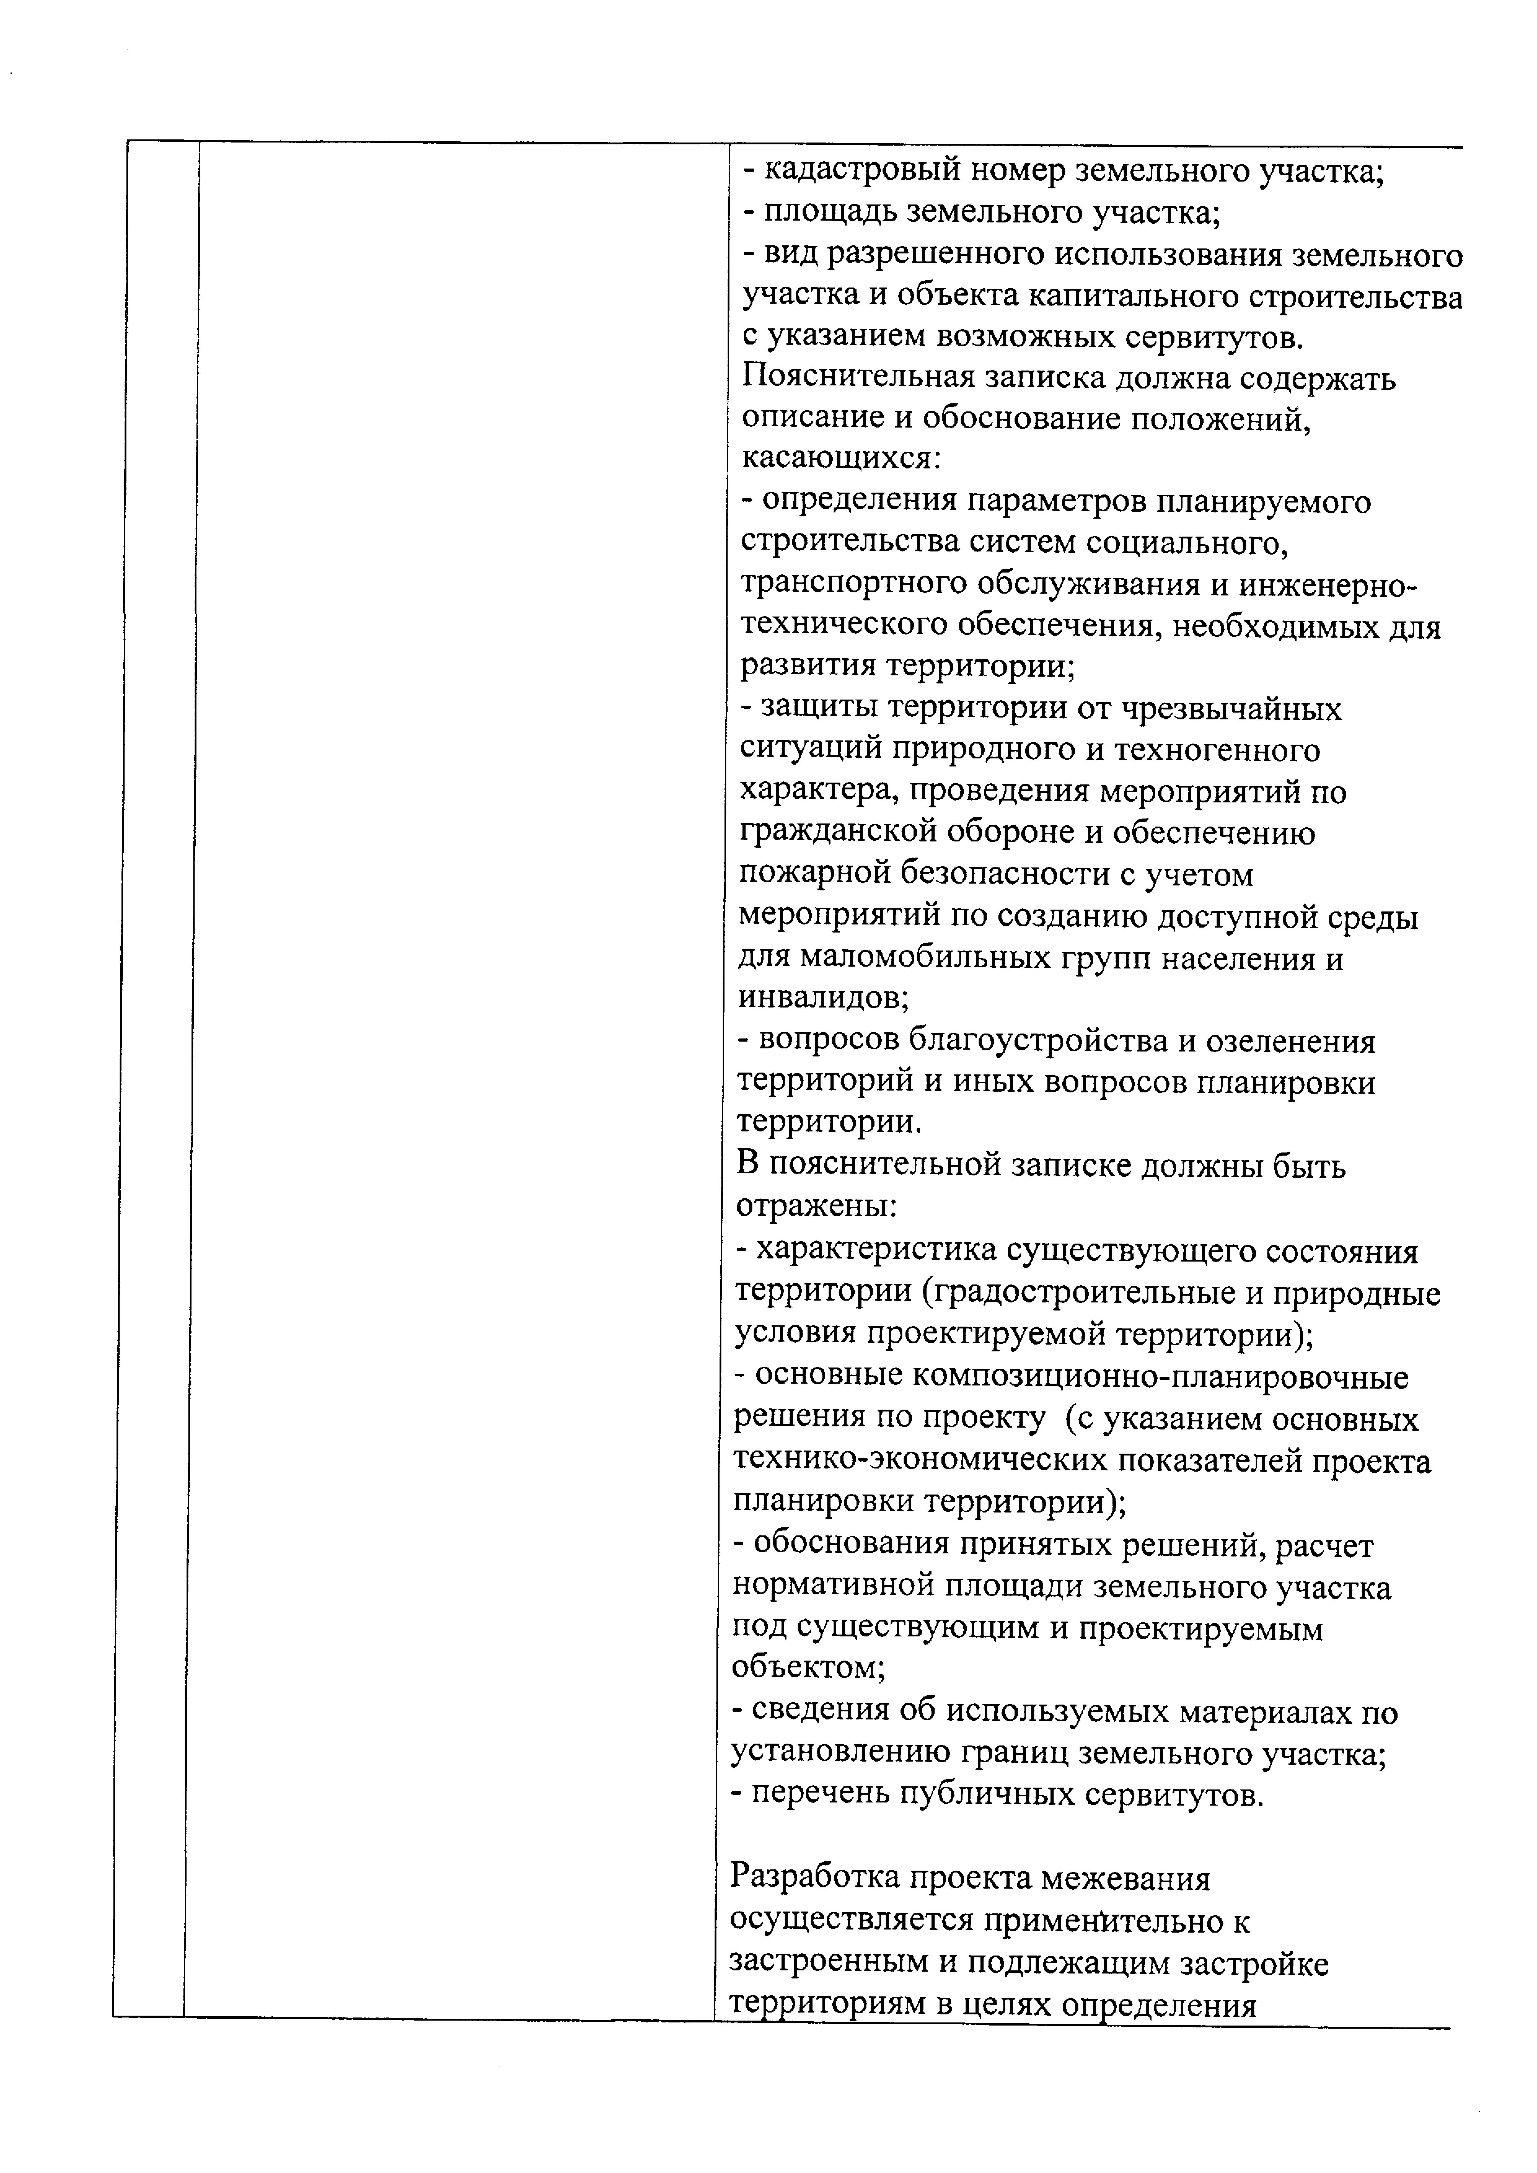 - кадастровый номер земельного участка;
- площадь земельного участка;
- вид разрешенного использования земельного
участка и объекта капитального строительства
с указанием возможных сервитутов.
Пояснительная записка должна содержать
описание и обоснование положений,
касающихся:
- определения параметров планируемого
строительства систем социального,
транспортного обслуживания и инженерно-
технического обеспечения, необходимых для
развития территории;
- защиты территории от чрезвычайных
ситуаций природного и техногенного
характера, проведения мероприятий по
гражданской обороне и обеспечению
пожарной безопасности с учетом
мероприятий по созданию доступной среды
для маломобильных групп населения и
инвалидов;
- вопросов благоустройства и озеленения
территорий и иных вопросов планировки
территории.
В пояснительной записке должны быть
отражены:
- характеристика существующего состояния
территории (градостроительные и природные
условия проектируемой территории);
- основные композиционно-планировочные
решения по проекту (с указанием основных
технико-экономических показателей проекта
планировки территории);
- обоснования принятых решений, расчет
нормативной площади земельного участка
под существующим и проектируемым
объектом;
- сведения об используемых материалах по
установлению границ земельного участка;
- перечень публичных сервитутов.
Разработка проекта межевания
осуществляется применительно к
застроенным и подлежащим застройке
территориям в целях определения